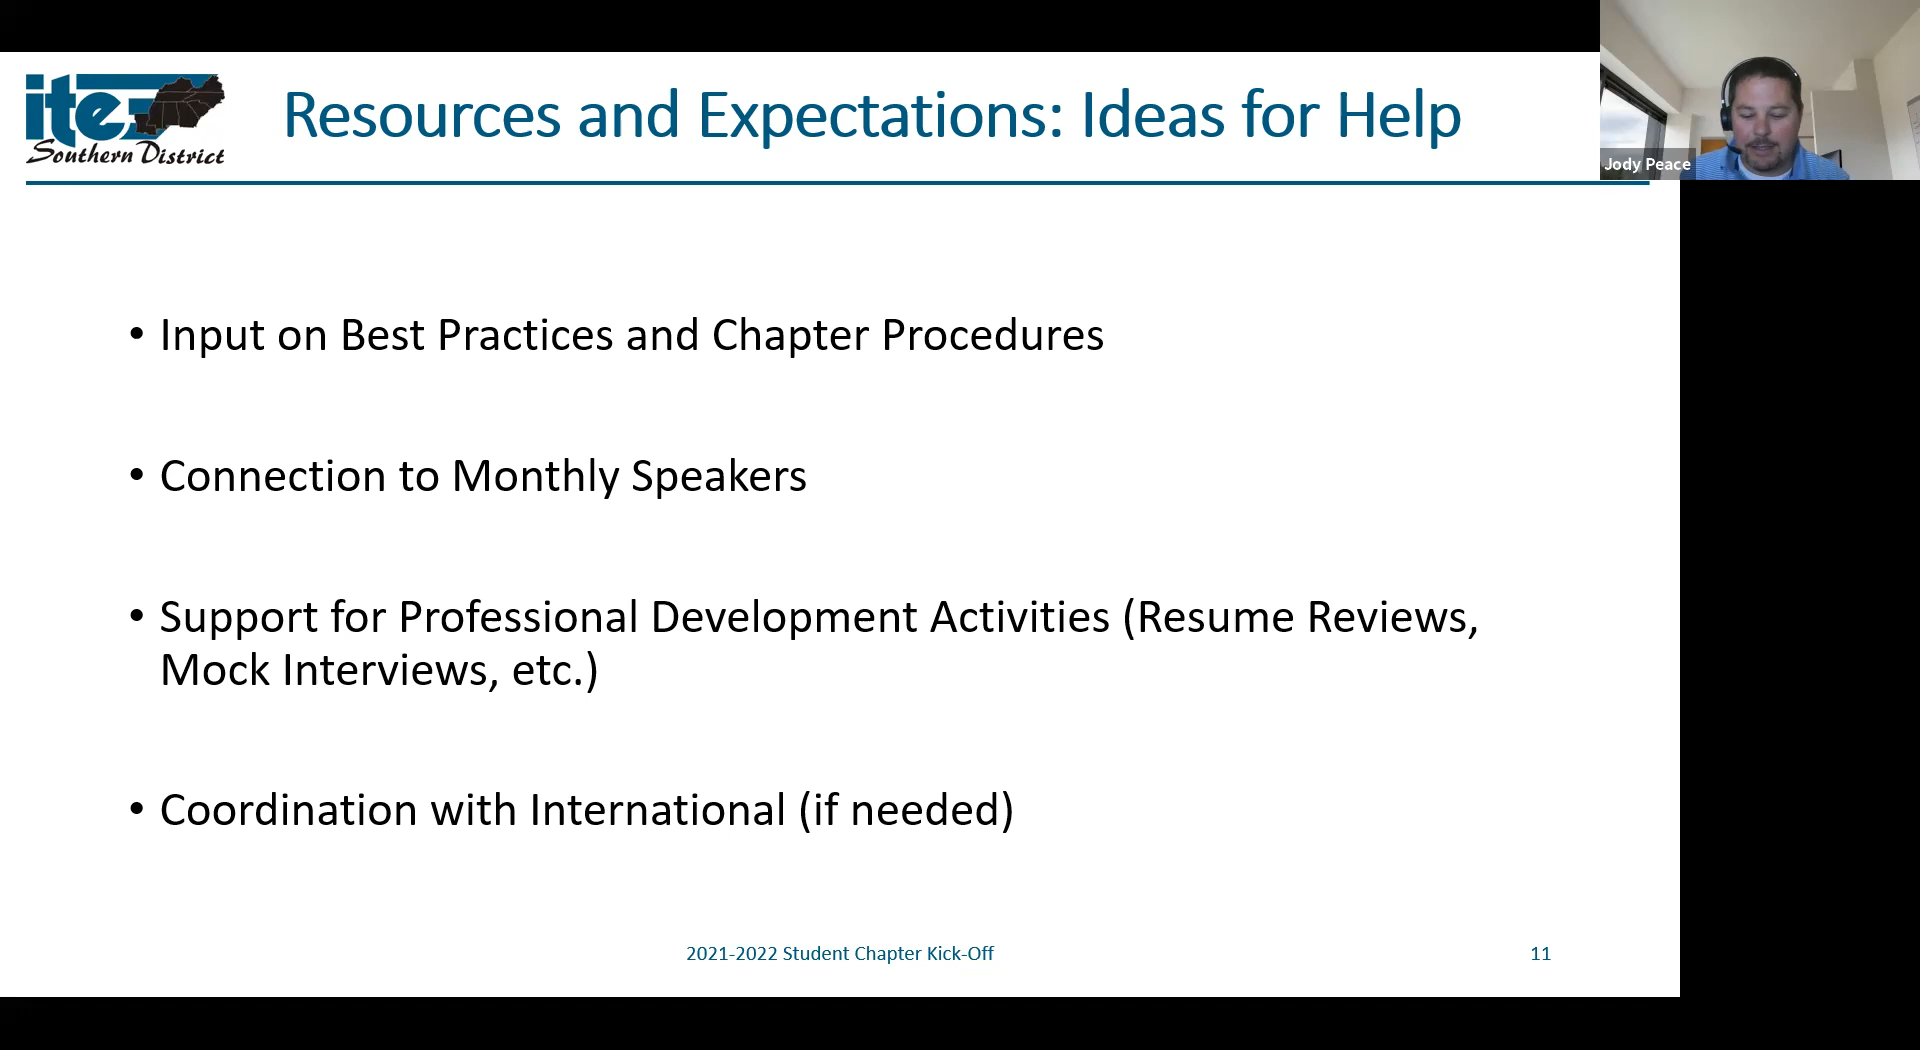 ite
Southern District
Resources and Expectations: Ideas for Help
Jody Peace
• Input on Best Practices and Chapter Procedures
• Connection to Monthly Speakers
• Support for Professional Development Activities (Resume Reviews,
Mock Interviews, etc.)
• Coordination with International (if needed)
2021-2022 Student Chapter Kick-Off
11